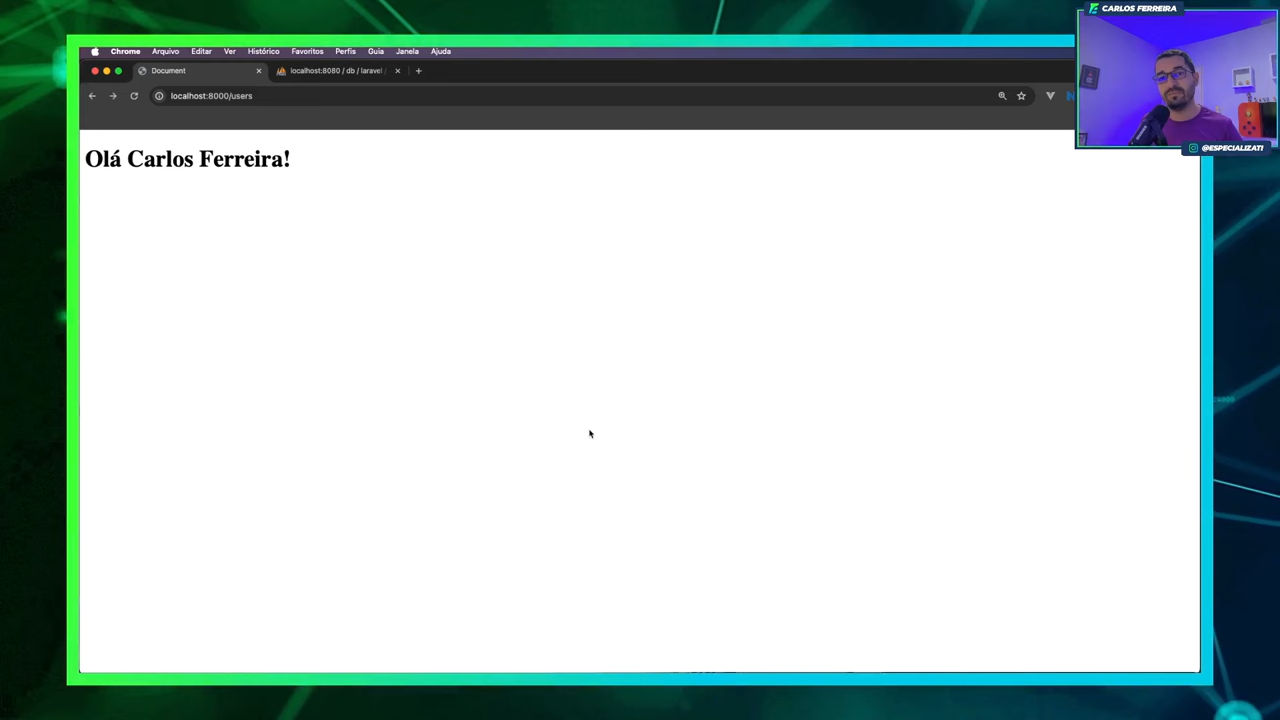 CARLOS FERREIRA
Chrome Arquivo Editar Ver Histórico Favoritos Perfis Guia Janela Ajuda
Document
localhost:8080 / db / laravel
localhost:8000/users
Olá Carlos Ferreira!
@ESPECIALIZATI